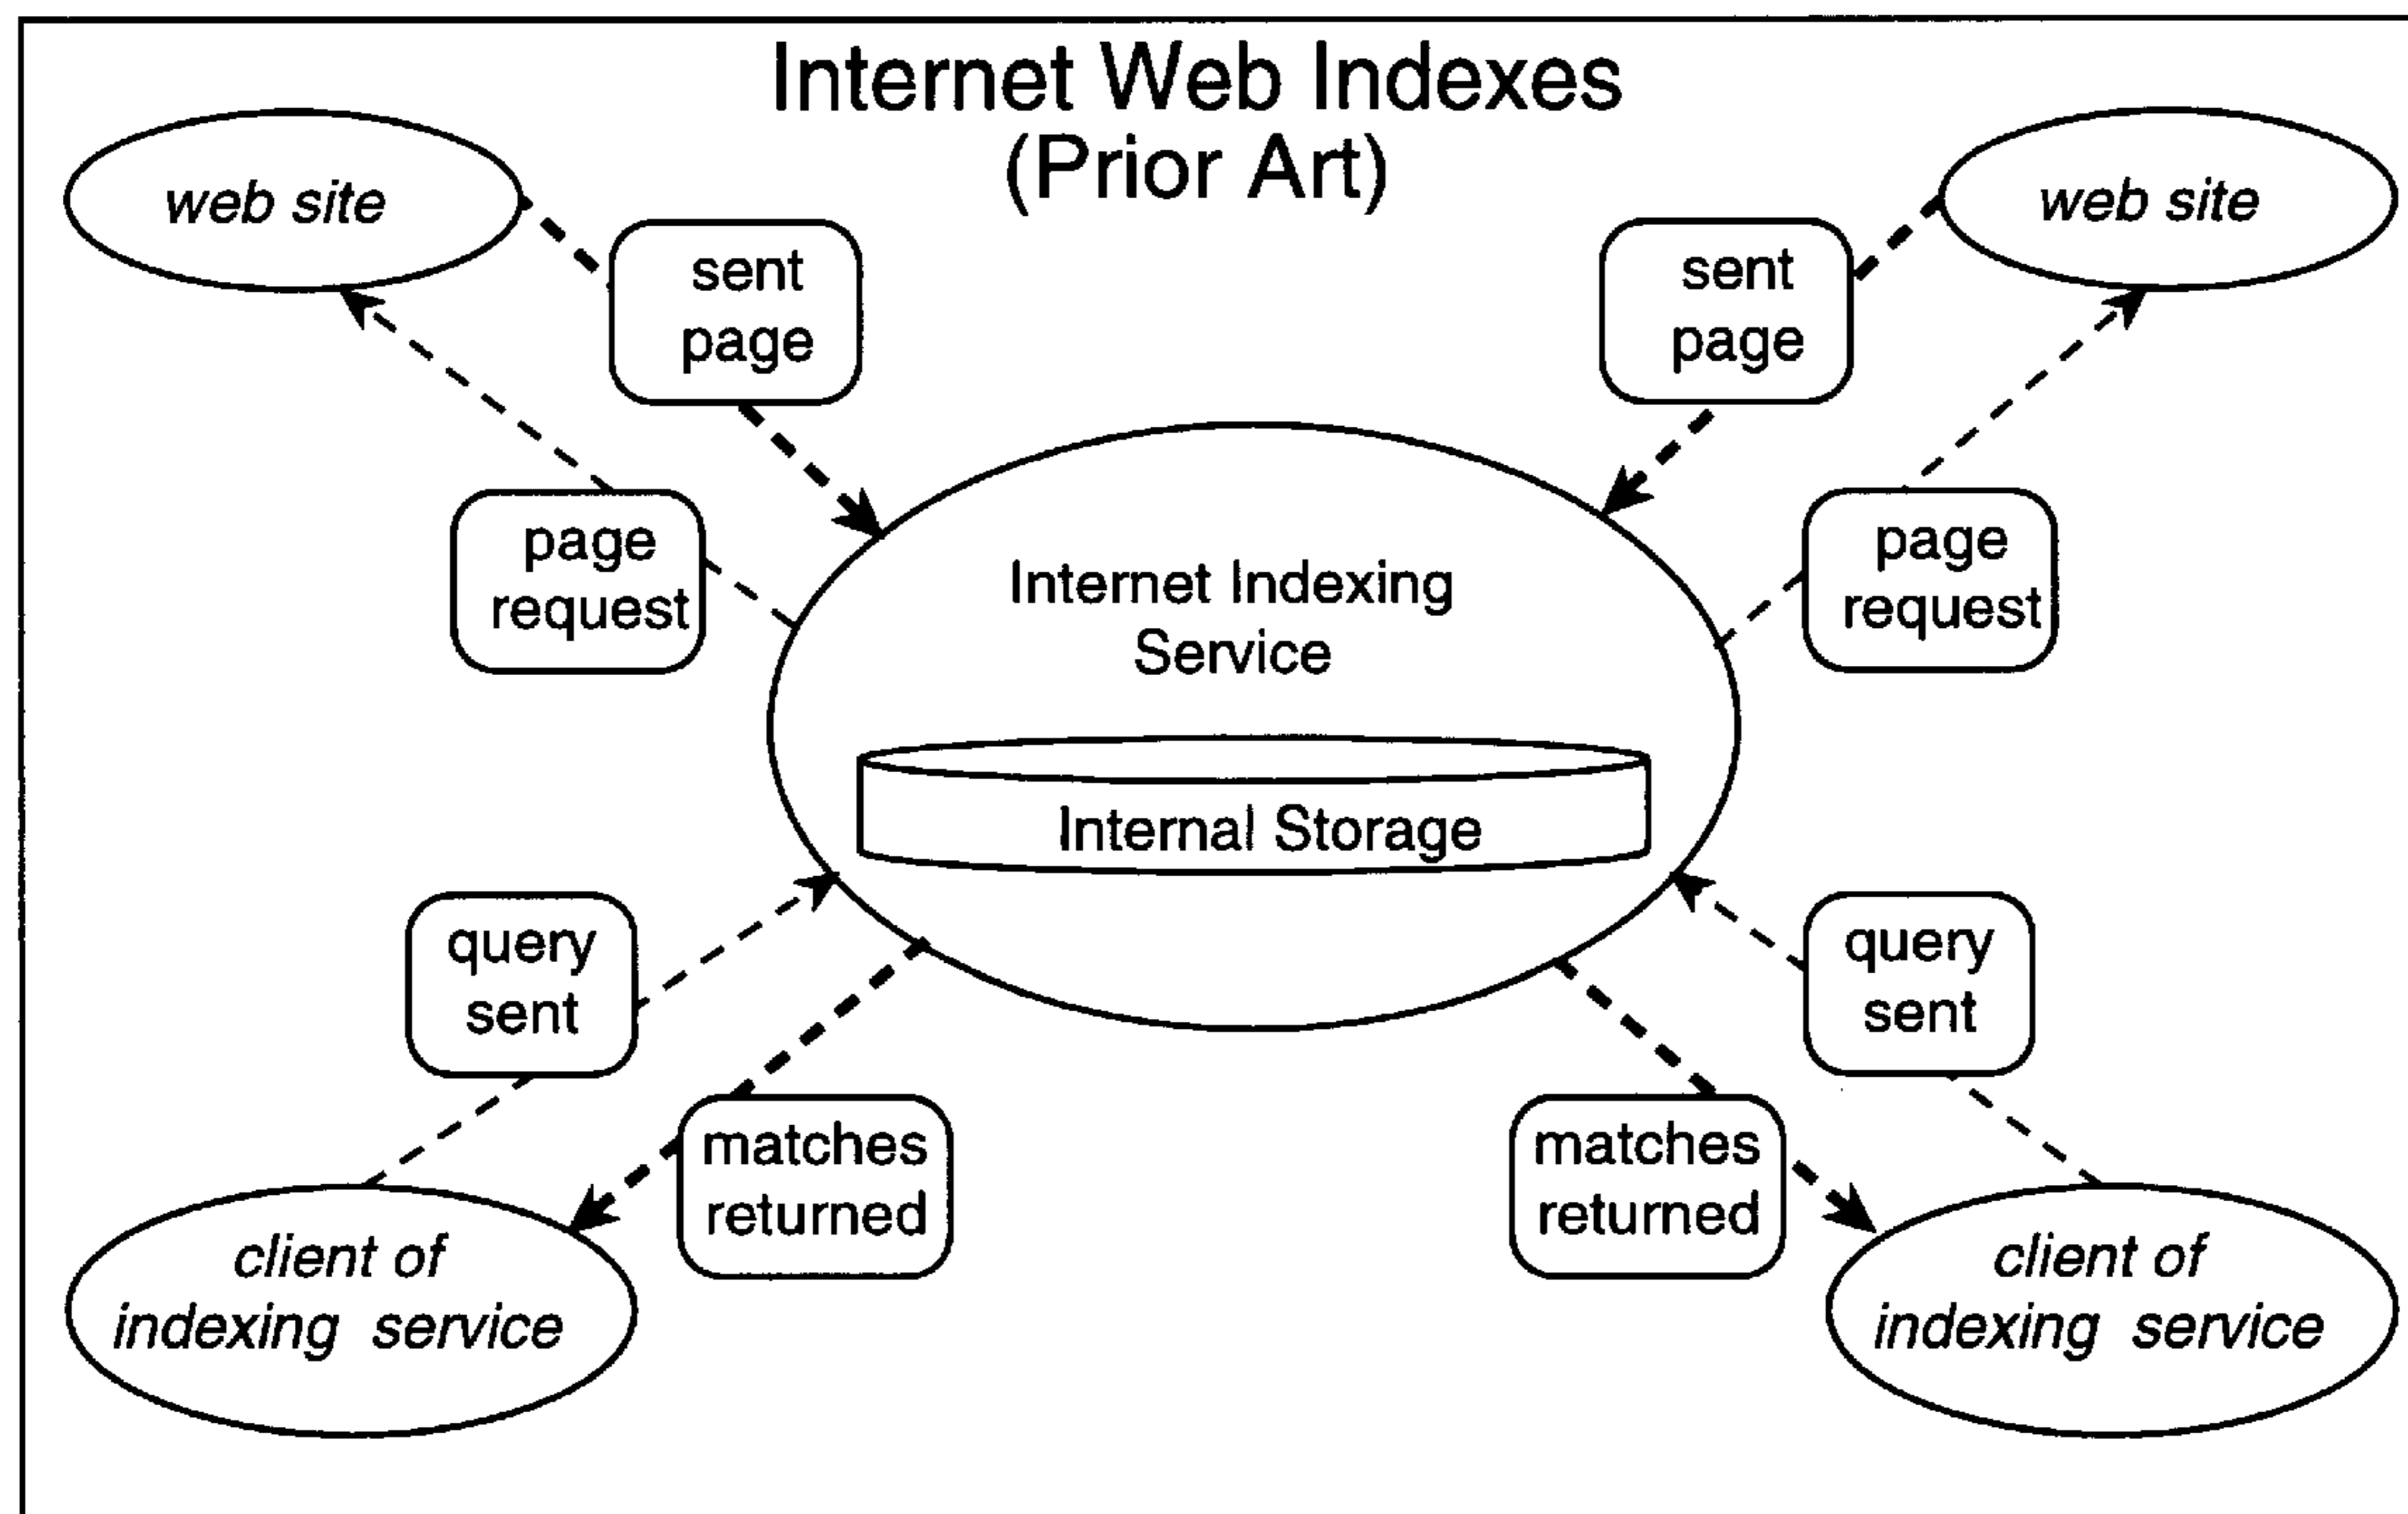 Internet Web Indexes
(Prior Art)
web site
web site
sent
page
sent
page
page
request
page
request
Internet Indexing
Service
Internal Storage
query
sent
query
sent
matches
returned
matches
returned
client of
indexing service
client of
indexing service